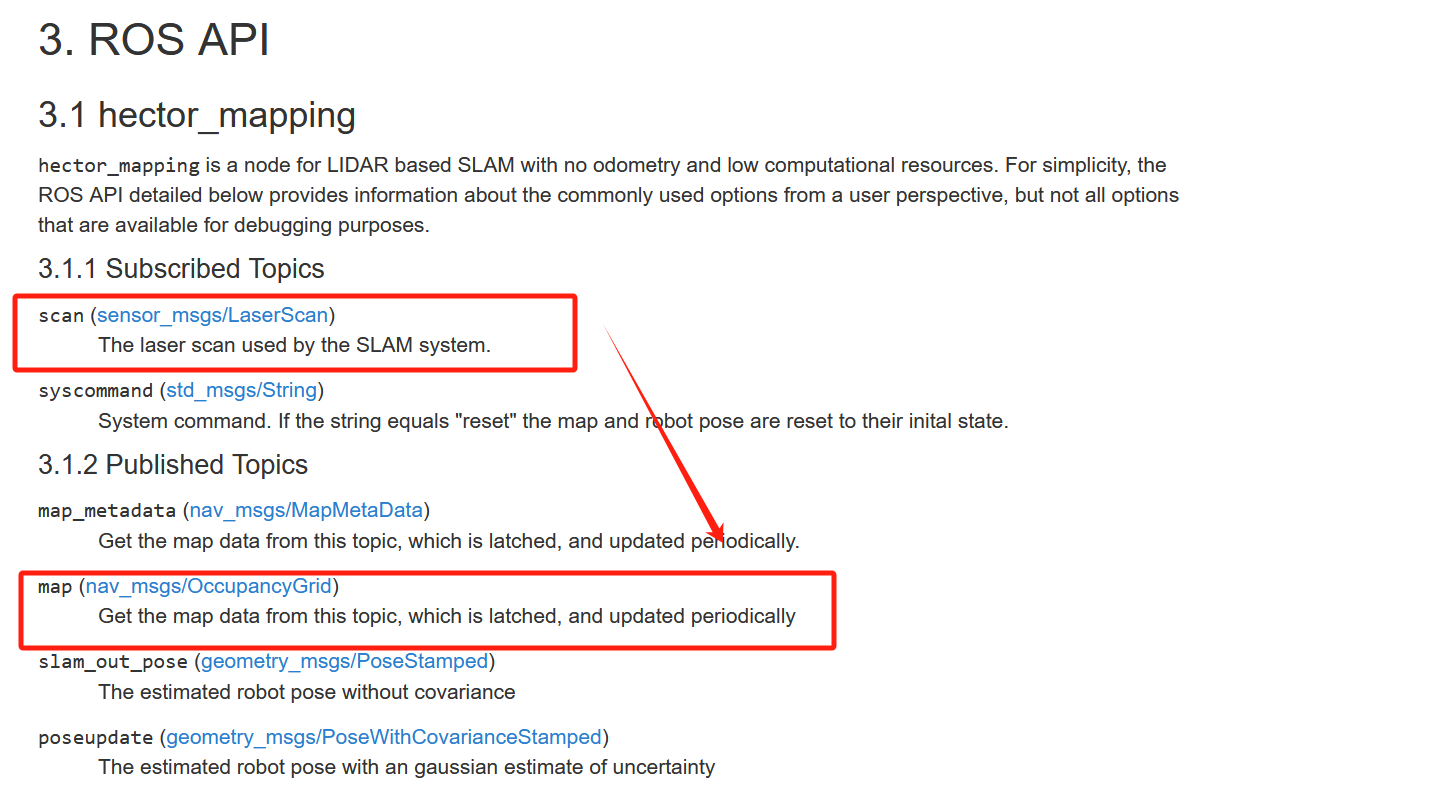 3. ROS API
3.1 hector_mapping
hector_mapping is a node for LIDAR based SLAM with no odometry and low computational resources. For simplicity, the
ROS API detailed below provides information about the commonly used options from a user perspective, but not all options
that are available for debugging purposes.
3.1.1 Subscribed Topics
scan (sensor_msgs/LaserScan)
The laser scan used by the SLAM system.
syscommand (std_msgs/String)
System command. If the string equals "reset" the map and robot pose are reset to their inital state.
3.1.2 Published Topics
map_metadata (nav_msgs/MapMetaData)
Get the map data from this topic, which is latched, and updated periodically.
map (nav_msgs/OccupancyGrid)
Get the map data from this topic, which is latched, and updated periodically
slam_out_pose (geometry_msgs/PoseStamped)
The estimated robot pose without covariance
poseupdate (geometry_msgs/PoseWithCovarianceStamped)
The estimated robot pose with an gaussian estimate of uncertainty